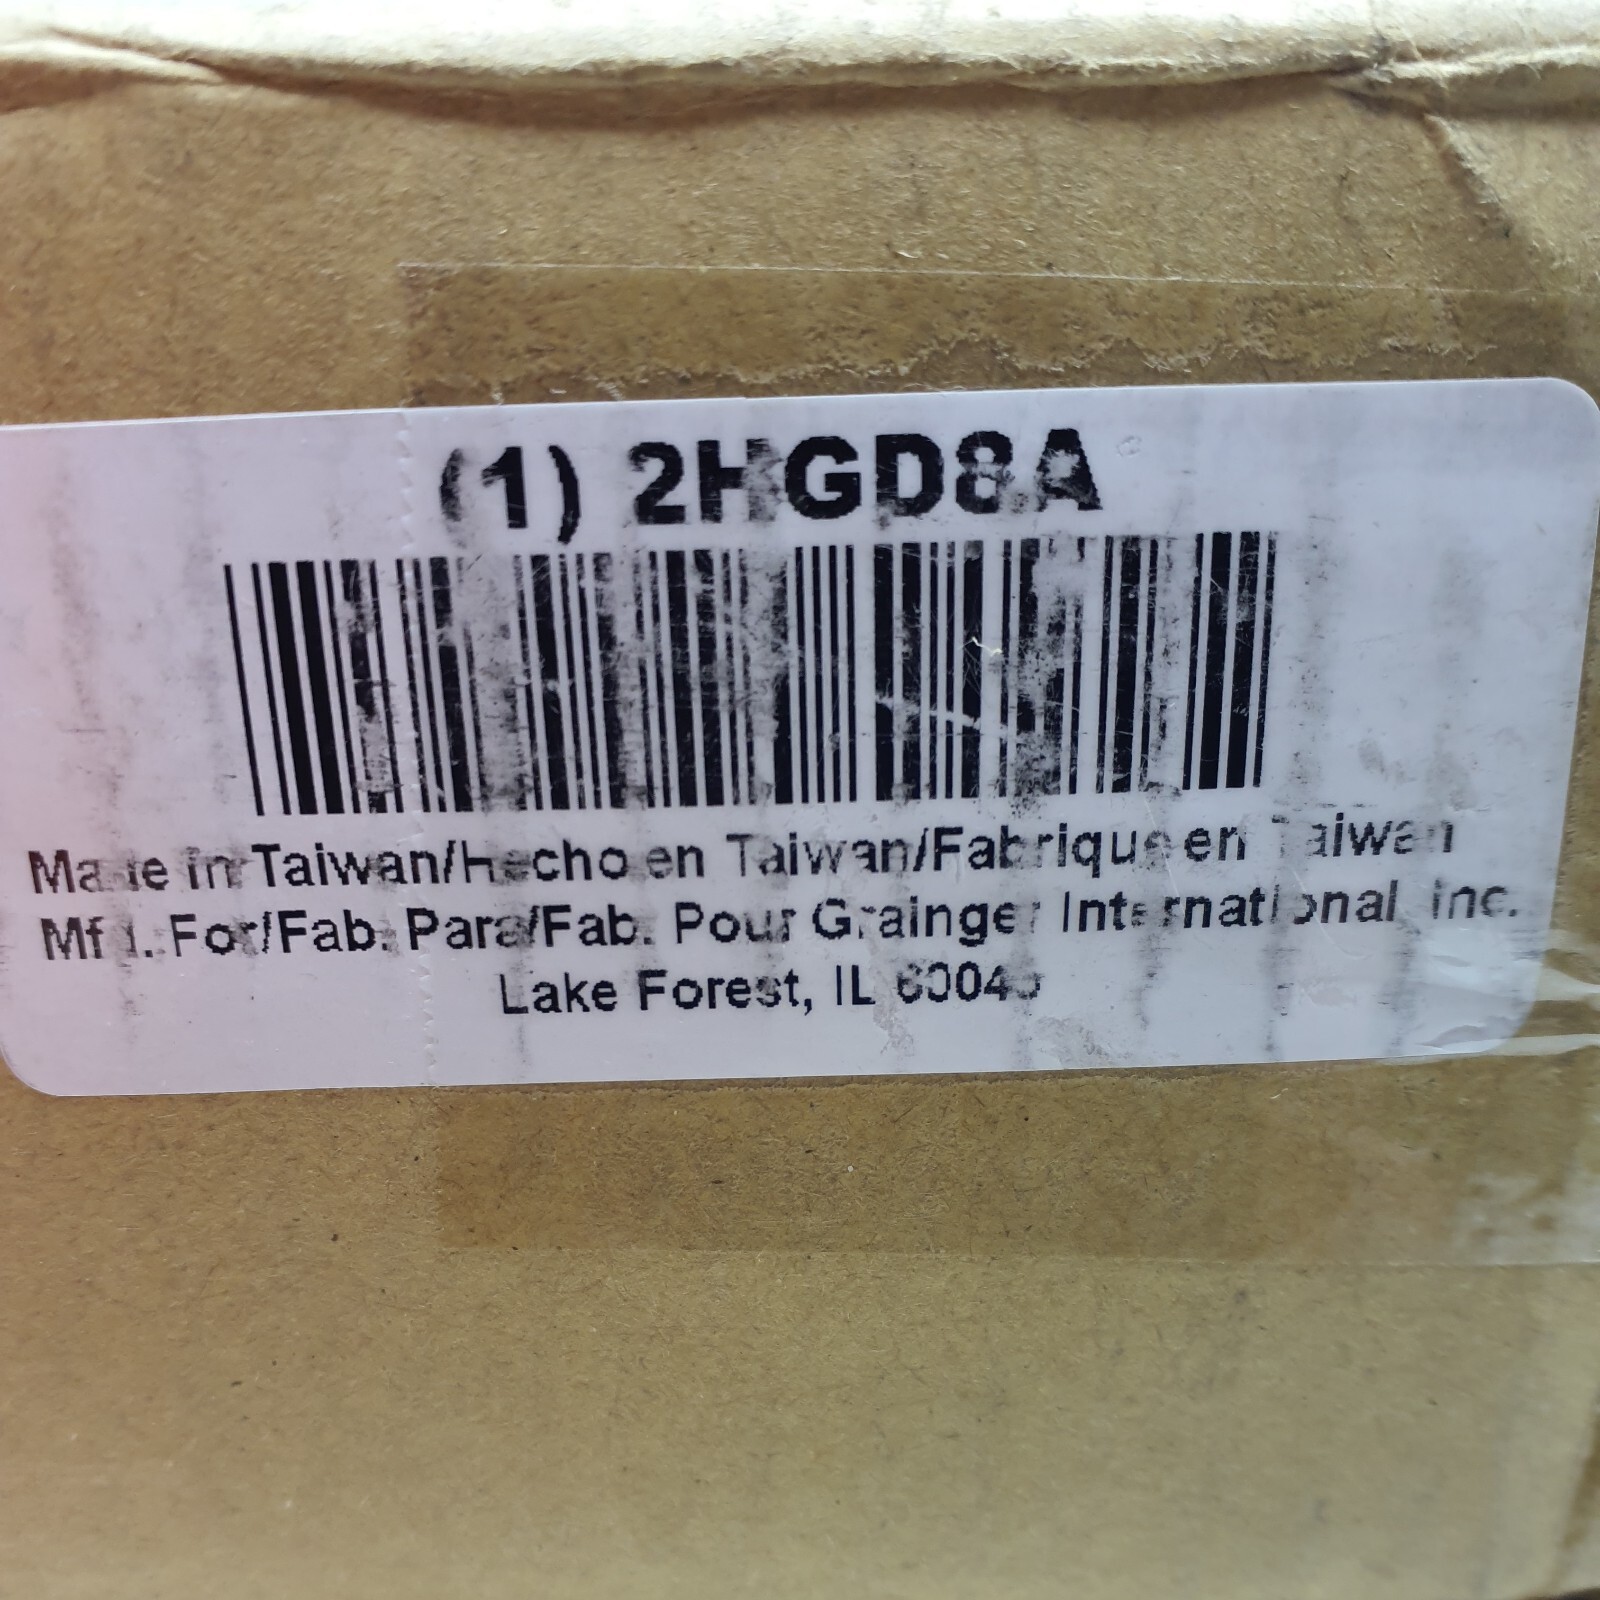 (1) 2HGD8A
Made in Taiwan/Hecho en Taiwan/Fabrique en Taiwan
Mfd. For/Fab. Para/Fab. Pour Grainger International, Inc.
Lake Forest, IL 60045